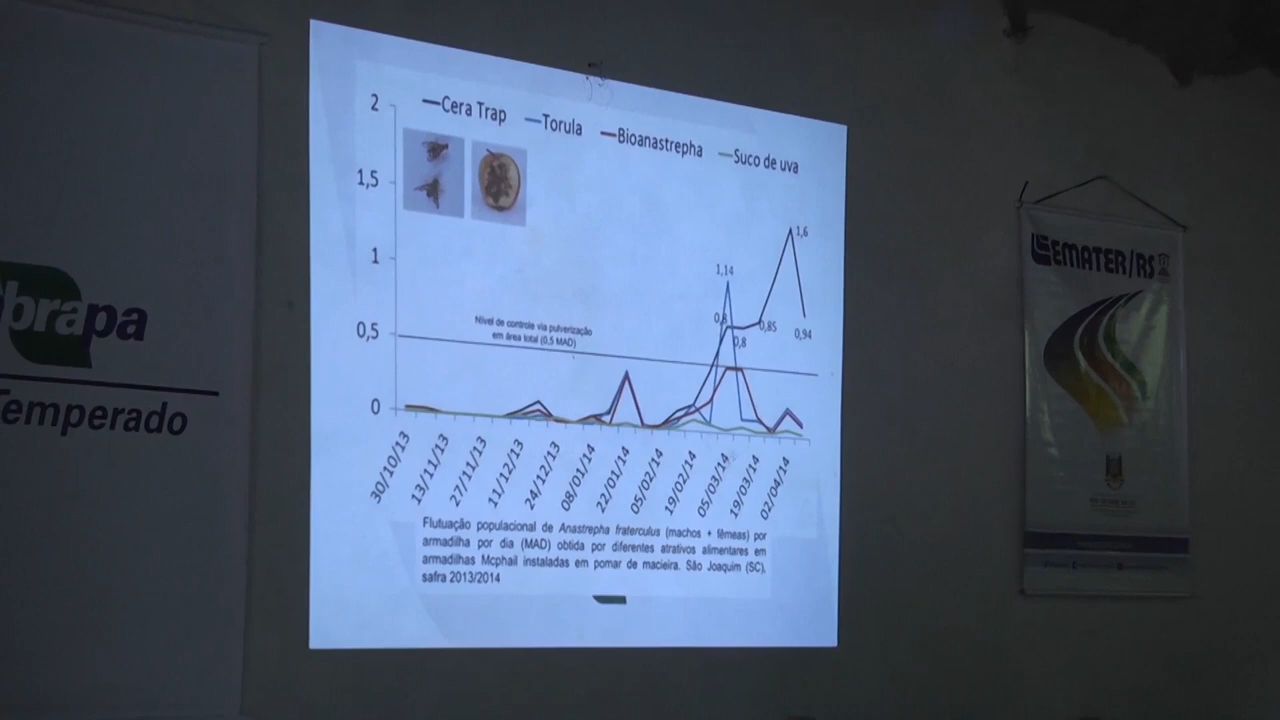 brapa
Temperado
Cera Trap
Torula
Bioanastrepha
Suco de uva
2
1,5
1
0,5
0
Nível de controle via pulverização
em área total (0,5 MAD)
1,14
0,8
0,8
0,85
1,6
0,94
30/10/13
13/11/13
27/11/13
11/12/13
24/12/13
08/01/14
22/01/14
05/02/14
19/02/14
05/03/14
19/03/14
02/04/14
Flutuação populacional de Anastrepha fraterculus (machos + fêmeas) por
armadilha por dia (MAD) obtida por diferentes atrativos alimentares em
armadilhas Mcphail instaladas em pomar de macieira. São Joaquim (SC),
safra 2013/2014
EMATER/RS